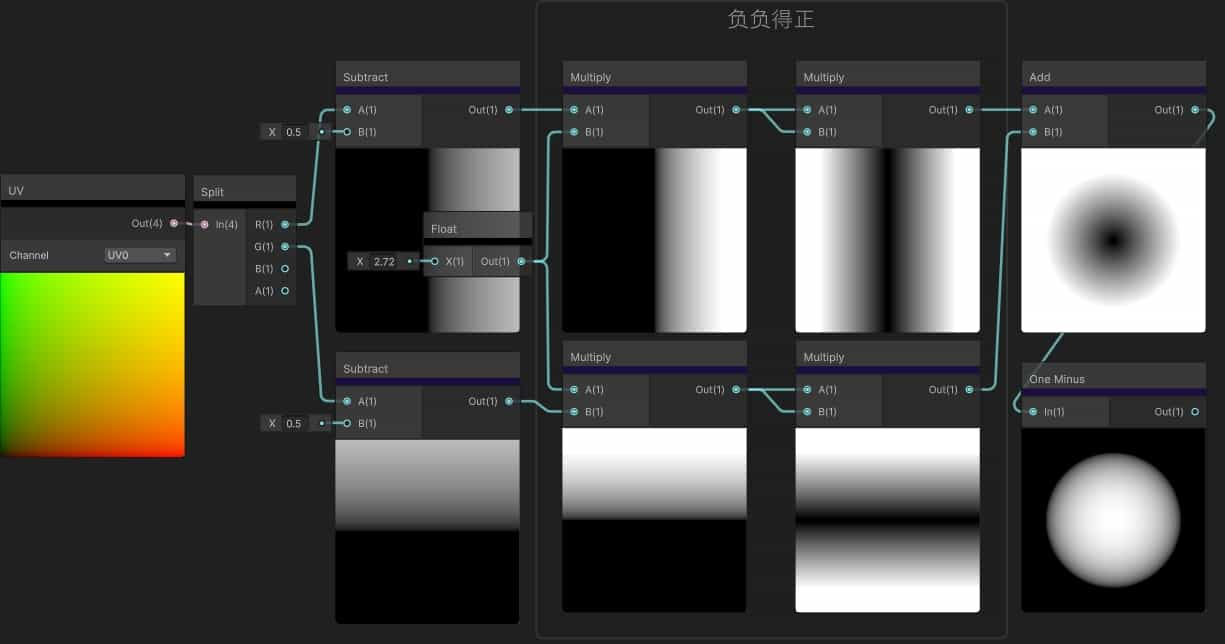 负负得正
UV
Out(4)
Channel
UV0
Split
In(4)
R(1)
G(1)
B(1)
A(1)
Subtract
A(1)
Out(1)
B(1)
X 0.5
Float
X 2.72
X(1)
Out(1)
Subtract
A(1)
Out(1)
B(1)
X 0.5
Multiply
A(1)
Out(1)
B(1)
Multiply
A(1)
Out(1)
B(1)
Multiply
A(1)
Out(1)
B(1)
Multiply
A(1)
Out(1)
B(1)
Add
A(1)
Out(1)
B(1)
One Minus
In(1)
Out(1)